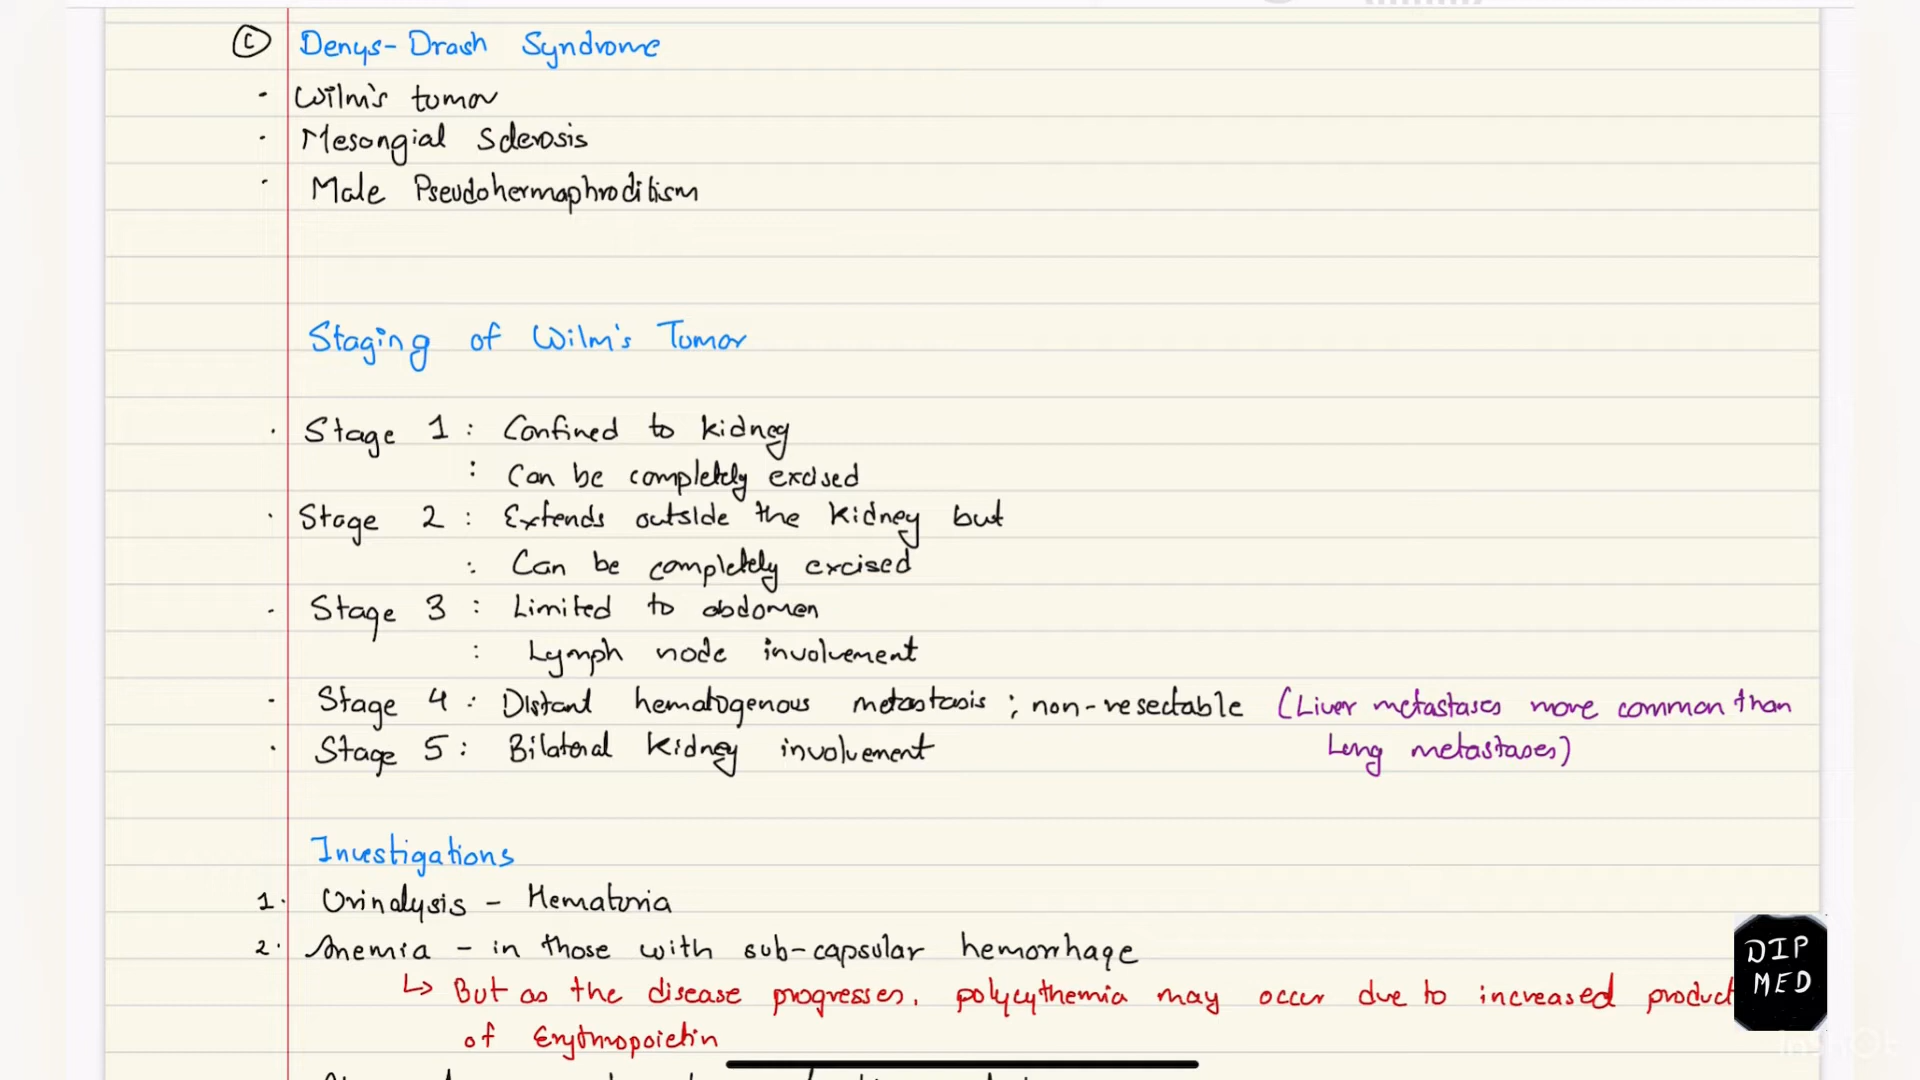 C Denys-Drash Syndrome
· Wilm's tumor
· Mesangial Sclerosis
· Male Pseudohermaphroditism
Staging of Wilm's Tumor
· Stage 1 : Confined to kidney
: Can be completely excised
· Stage 2 : Extends outside the kidney but
: Can be completely excised
· Stage 3 : Limited to abdomen
: Lymph node involvement
· Stage 4 : Distant hematogenous metastasis ; non-resectable (Liver metastases more common than
Lung metastases)
· Stage 5 : Bilateral kidney involvement
Investigations
1. Urinalysis - Hematuria
2. Anemia - in those with sub-capsular hemorrhage
↳ But as the disease progresses, polycythemia may occur due to increased product
of Erythropoietin
DIP
MED
InShot